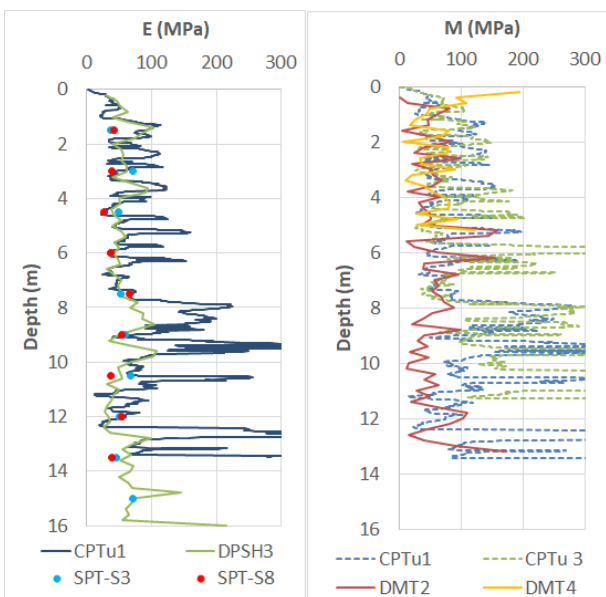 E (MPa)
0 100 200 300
Depth (m)
0
2
4
6
8
10
12
14
16
CPTu1 DPSH3
SPT-S3 SPT-S8
M (MPa)
0 100 200 300
Depth (m)
0
2
4
6
8
10
12
14
16
CPTu1 CPTu 3
DMT2 DMT4